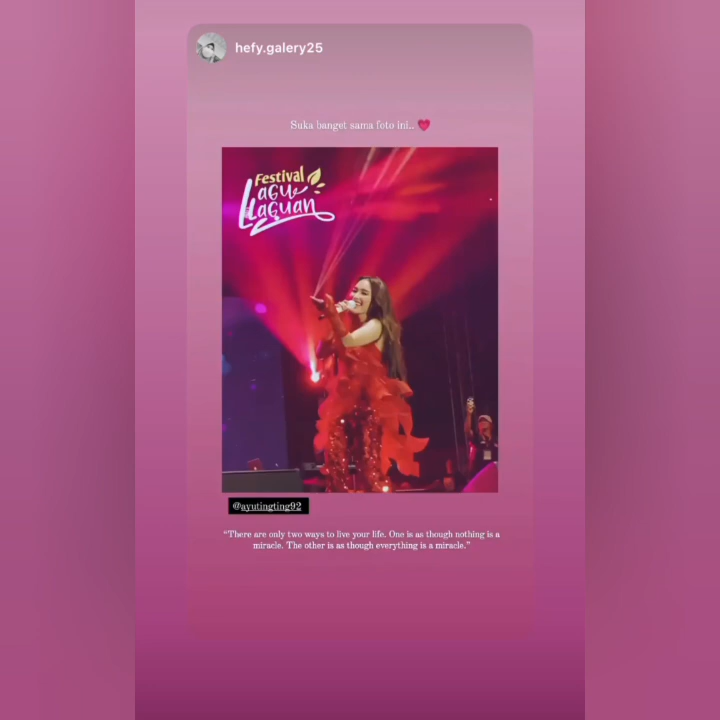 hefy.galery25
Suka banget sama foto ini.. 💗
Festival
Lagu
Laguan
@ayutingting92
“There are only two ways to live your life. One is as though nothing is a
miracle. The other is as though everything is a miracle.”